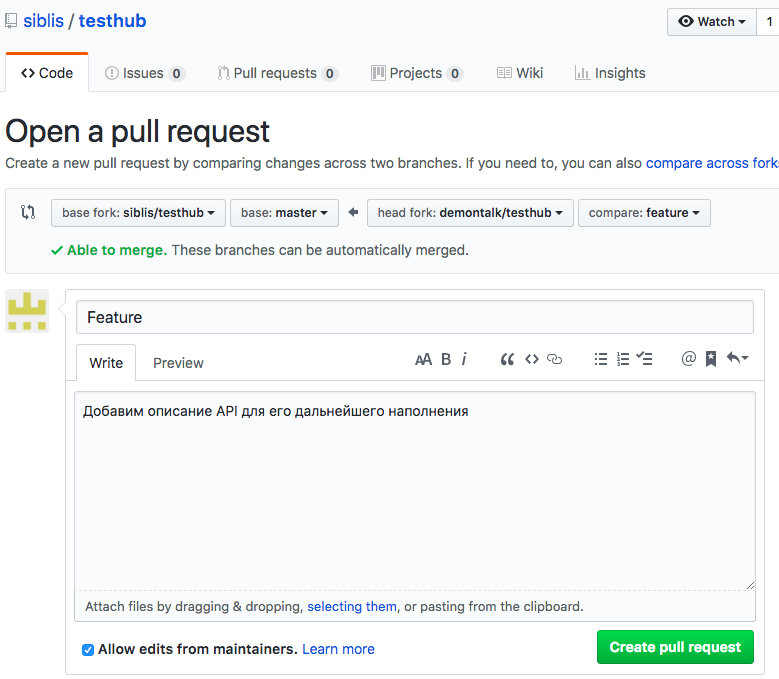 siblis / testhub
Watch 1
Code Issues 0 Pull requests 0 Projects 0 Wiki Insights
Open a pull request
Create a new pull request by comparing changes across two branches. If you need to, you can also compare across forks
base fork: siblis/testhub base: master head fork: demontalk/testhub compare: feature
Able to merge. These branches can be automatically merged.
Feature
Write Preview AA B i
Добавим описание API для его дальнейшего наполнения
Attach files by dragging & dropping, selecting them, or pasting from the clipboard.
Allow edits from maintainers. Learn more
Create pull request